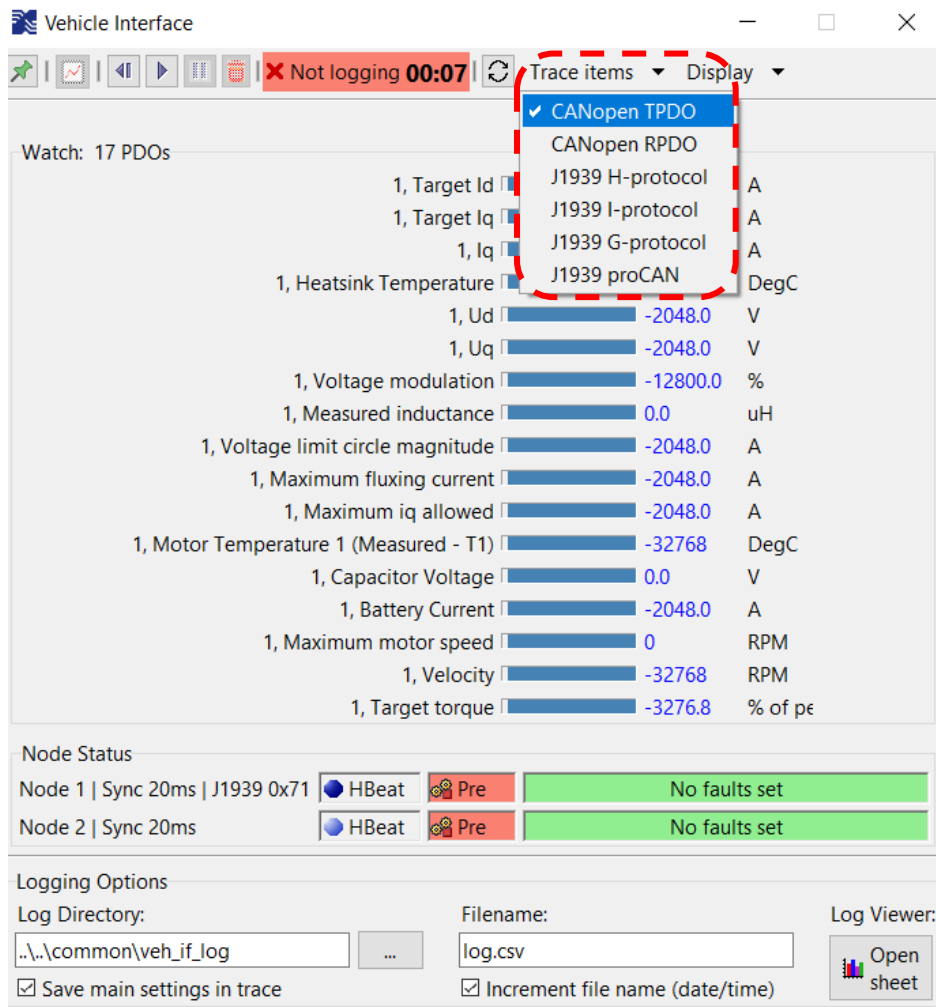 Vehicle Interface
Not logging 00:07 Trace items Display
CANopen TPDO
CANopen RPDO
J1939 H-protocol
J1939 I-protocol
J1939 G-protocol
J1939 proCAN
Watch: 17 PDOs
1, Target Id A
1, Target Iq A
1, Iq A
1, Heatsink Temperature DegC
1, Ud -2048.0 V
1, Uq -2048.0 V
1, Voltage modulation -12800.0 %
1, Measured inductance 0.0 uH
1, Voltage limit circle magnitude -2048.0 A
1, Maximum fluxing current -2048.0 A
1, Maximum iq allowed -2048.0 A
1, Motor Temperature 1 (Measured - T1) -32768 DegC
1, Capacitor Voltage 0.0 V
1, Battery Current -2048.0 A
1, Maximum motor speed 0 RPM
1, Velocity -32768 RPM
1, Target torque -3276.8 % of pe
Node Status
Node 1 | Sync 20ms | J1939 0x71 HBeat Pre No faults set
Node 2 | Sync 20ms HBeat Pre No faults set
Logging Options
Log Directory: Filename: Log Viewer:
..\..\common\veh_if_log ... log.csv Open sheet
Save main settings in trace Increment file name (date/time)